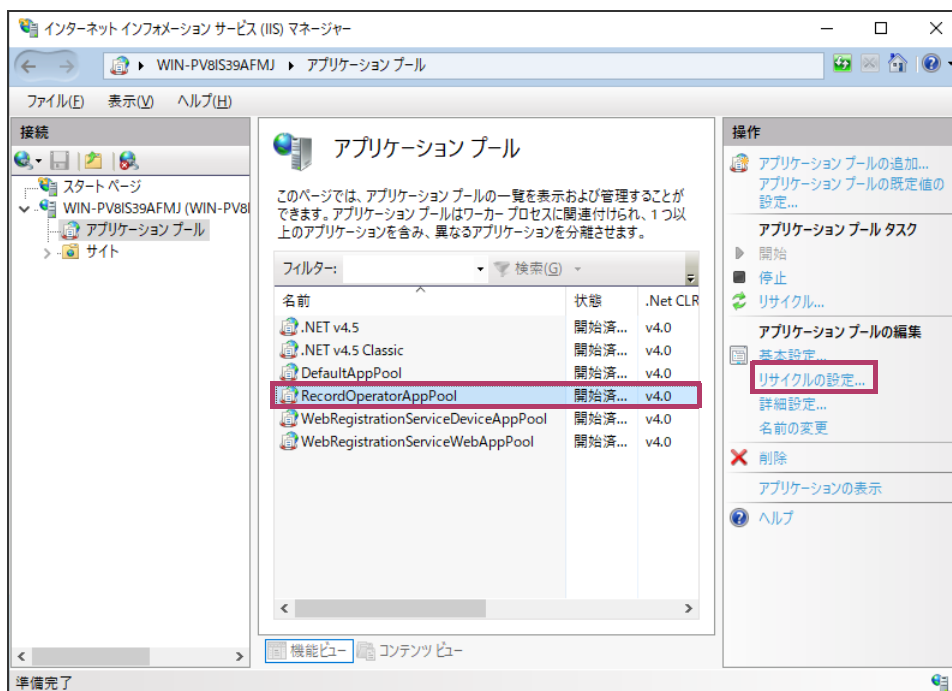 インターネット インフォメーション サービス (IIS) マネージャー
WIN-PV8IS39AFMJ アプリケーション プール
ファイル(F) 表示(V) ヘルプ(H)
接続
スタート ページ
WIN-PV8IS39AFMJ (WIN-PV8I
アプリケーション プール
サイト
アプリケーション プール
このページでは、アプリケーション プールの一覧を表示および管理することが
できます。アプリケーション プールはワーカー プロセスに関連付けられ、1 つ以
上のアプリケーションを含み、異なるアプリケーションを分離させます。
フィルター: 検索(G)
名前 状態 .Net CLR
.NET v4.5 開始済... v4.0
.NET v4.5 Classic 開始済... v4.0
DefaultAppPool 開始済... v4.0
RecordOperatorAppPool 開始済... v4.0
WebRegistrationServiceDeviceAppPool 開始済... v4.0
WebRegistrationServiceWebAppPool 開始済... v4.0
機能ビュー コンテンツ ビュー
操作
アプリケーション プールの追加...
アプリケーション プールの既定値の
設定...
アプリケーション プール タスク
開始
停止
リサイクル...
アプリケーション プールの編集
基本設定...
リサイクルの設定...
詳細設定...
名前の変更
削除
アプリケーションの表示
ヘルプ
準備完了